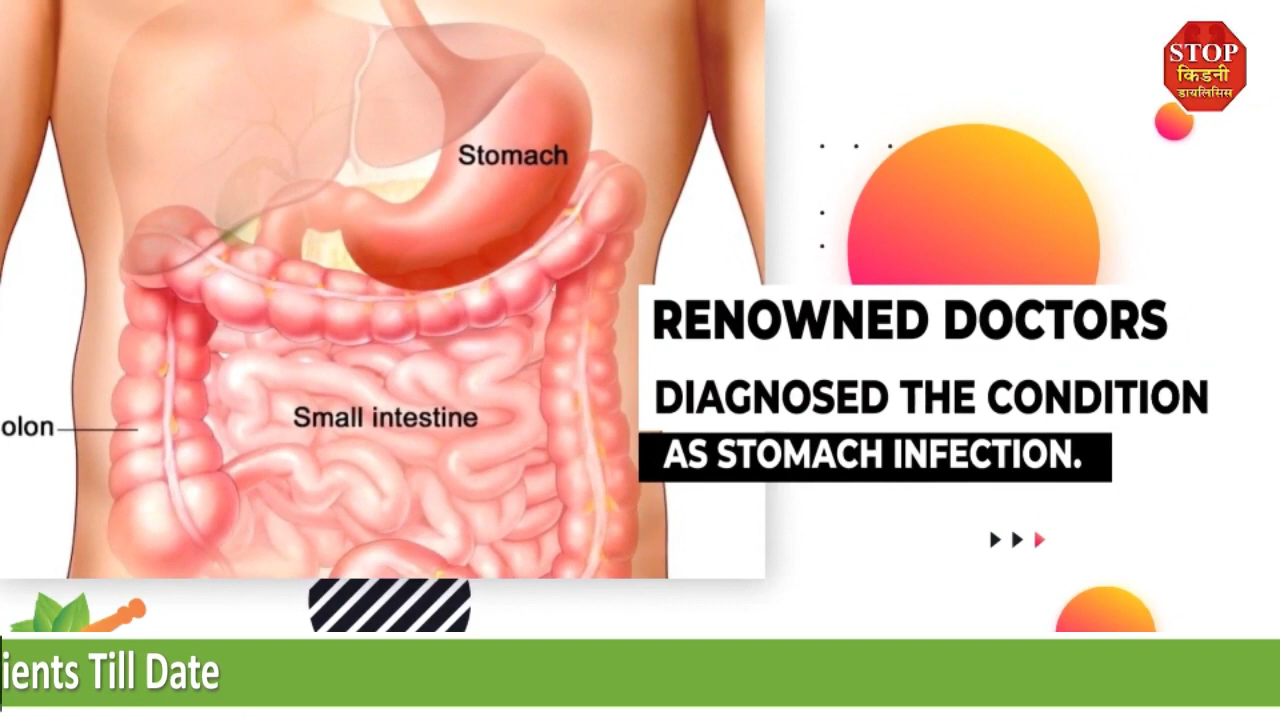 STOP
किडनी
डायलिसिस
Stomach
RENOWNED DOCTORS
DIAGNOSED THE CONDITION
AS STOMACH INFECTION.
Small intestine
olon
ients Till Date